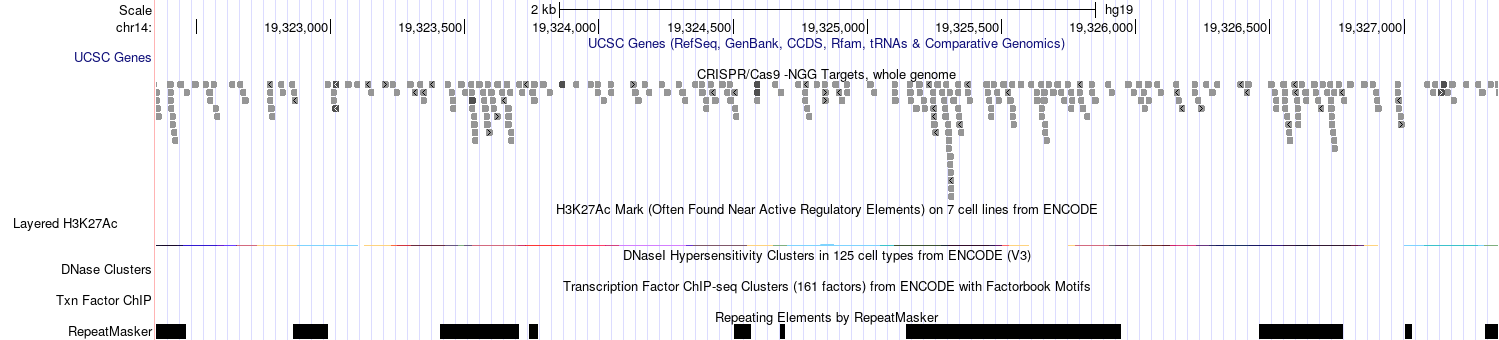 Scale 2 kb hg19
chr14: 19,323,000 19,323,500 19,324,000 19,324,500 19,325,000 19,325,500 19,326,000 19,326,500 19,327,000
UCSC Genes (RefSeq, GenBank, CCDS, Rfam, tRNAs & Comparative Genomics)
UCSC Genes
CRISPR/Cas9 -NGG Targets, whole genome
H3K27Ac Mark (Often Found Near Active Regulatory Elements) on 7 cell lines from ENCODE
Layered H3K27Ac
DNaseI Hypersensitivity Clusters in 125 cell types from ENCODE (V3)
DNase Clusters
Transcription Factor ChIP-seq Clusters (161 factors) from ENCODE with Factorbook Motifs
Txn Factor ChIP
Repeating Elements by RepeatMasker
RepeatMasker